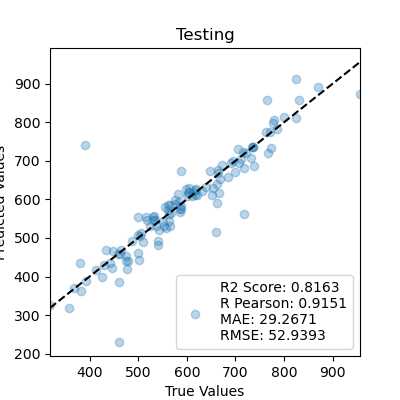 Testing
Predicted Values
900
800
700
600
500
400
300
200
R2 Score: 0.8163
R Pearson: 0.9151
MAE: 29.2671
RMSE: 52.9393
400 500 600 700 800 900
True Values